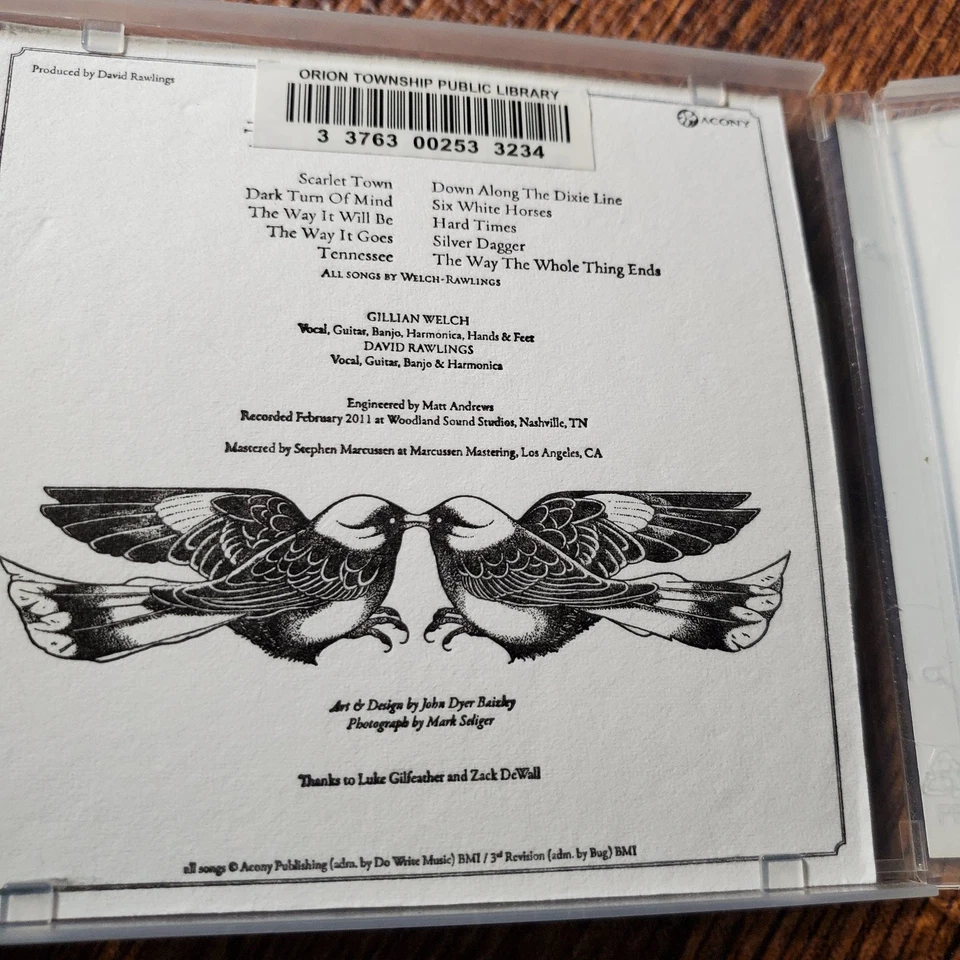 Produced by David Rawlings
ORION TOWNSHIP PUBLIC LIBRARY
3 3763 00253 3234
ACONY
Scarlet Town
Dark Turn Of Mind
The Way It Will Be
The Way It Goes
Tennessee
Down Along The Dixie Line
Six White Horses
Hard Times
Silver Dagger
The Way The Whole Thing Ends
ALL SONGS BY WELCH-RAWLINGS
GILLIAN WELCH
Vocal, Guitar, Banjo, Harmonica, Hands & Feet
DAVID RAWLINGS
Vocal, Guitar, Banjo & Harmonica
Engineered by Matt Andrews
Recorded February 2011 at Woodland Sound Studios, Nashville, TN
Mastered by Stephen Marcussen at Marcussen Mastering, Los Angeles, CA
Art & Design by John Dyer Baizley
Photograph by Mark Seliger
Thanks to Luke Gilfeather and Zack DeWall
all songs © Acony Publishing (adm. by Do Write Music) BMI / 3rd Revision (adm. by Bug) BMI